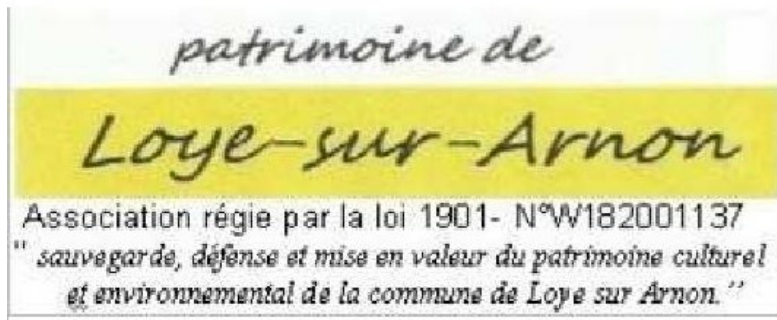 patrimoine de
Loye-sur-Arnon
Association régie par la loi 1901- N°W182001137
" sauvegarde, défense et mise en valeur du patrimoine culturel
et environnemental de la commune de Loye sur Arnon.’’